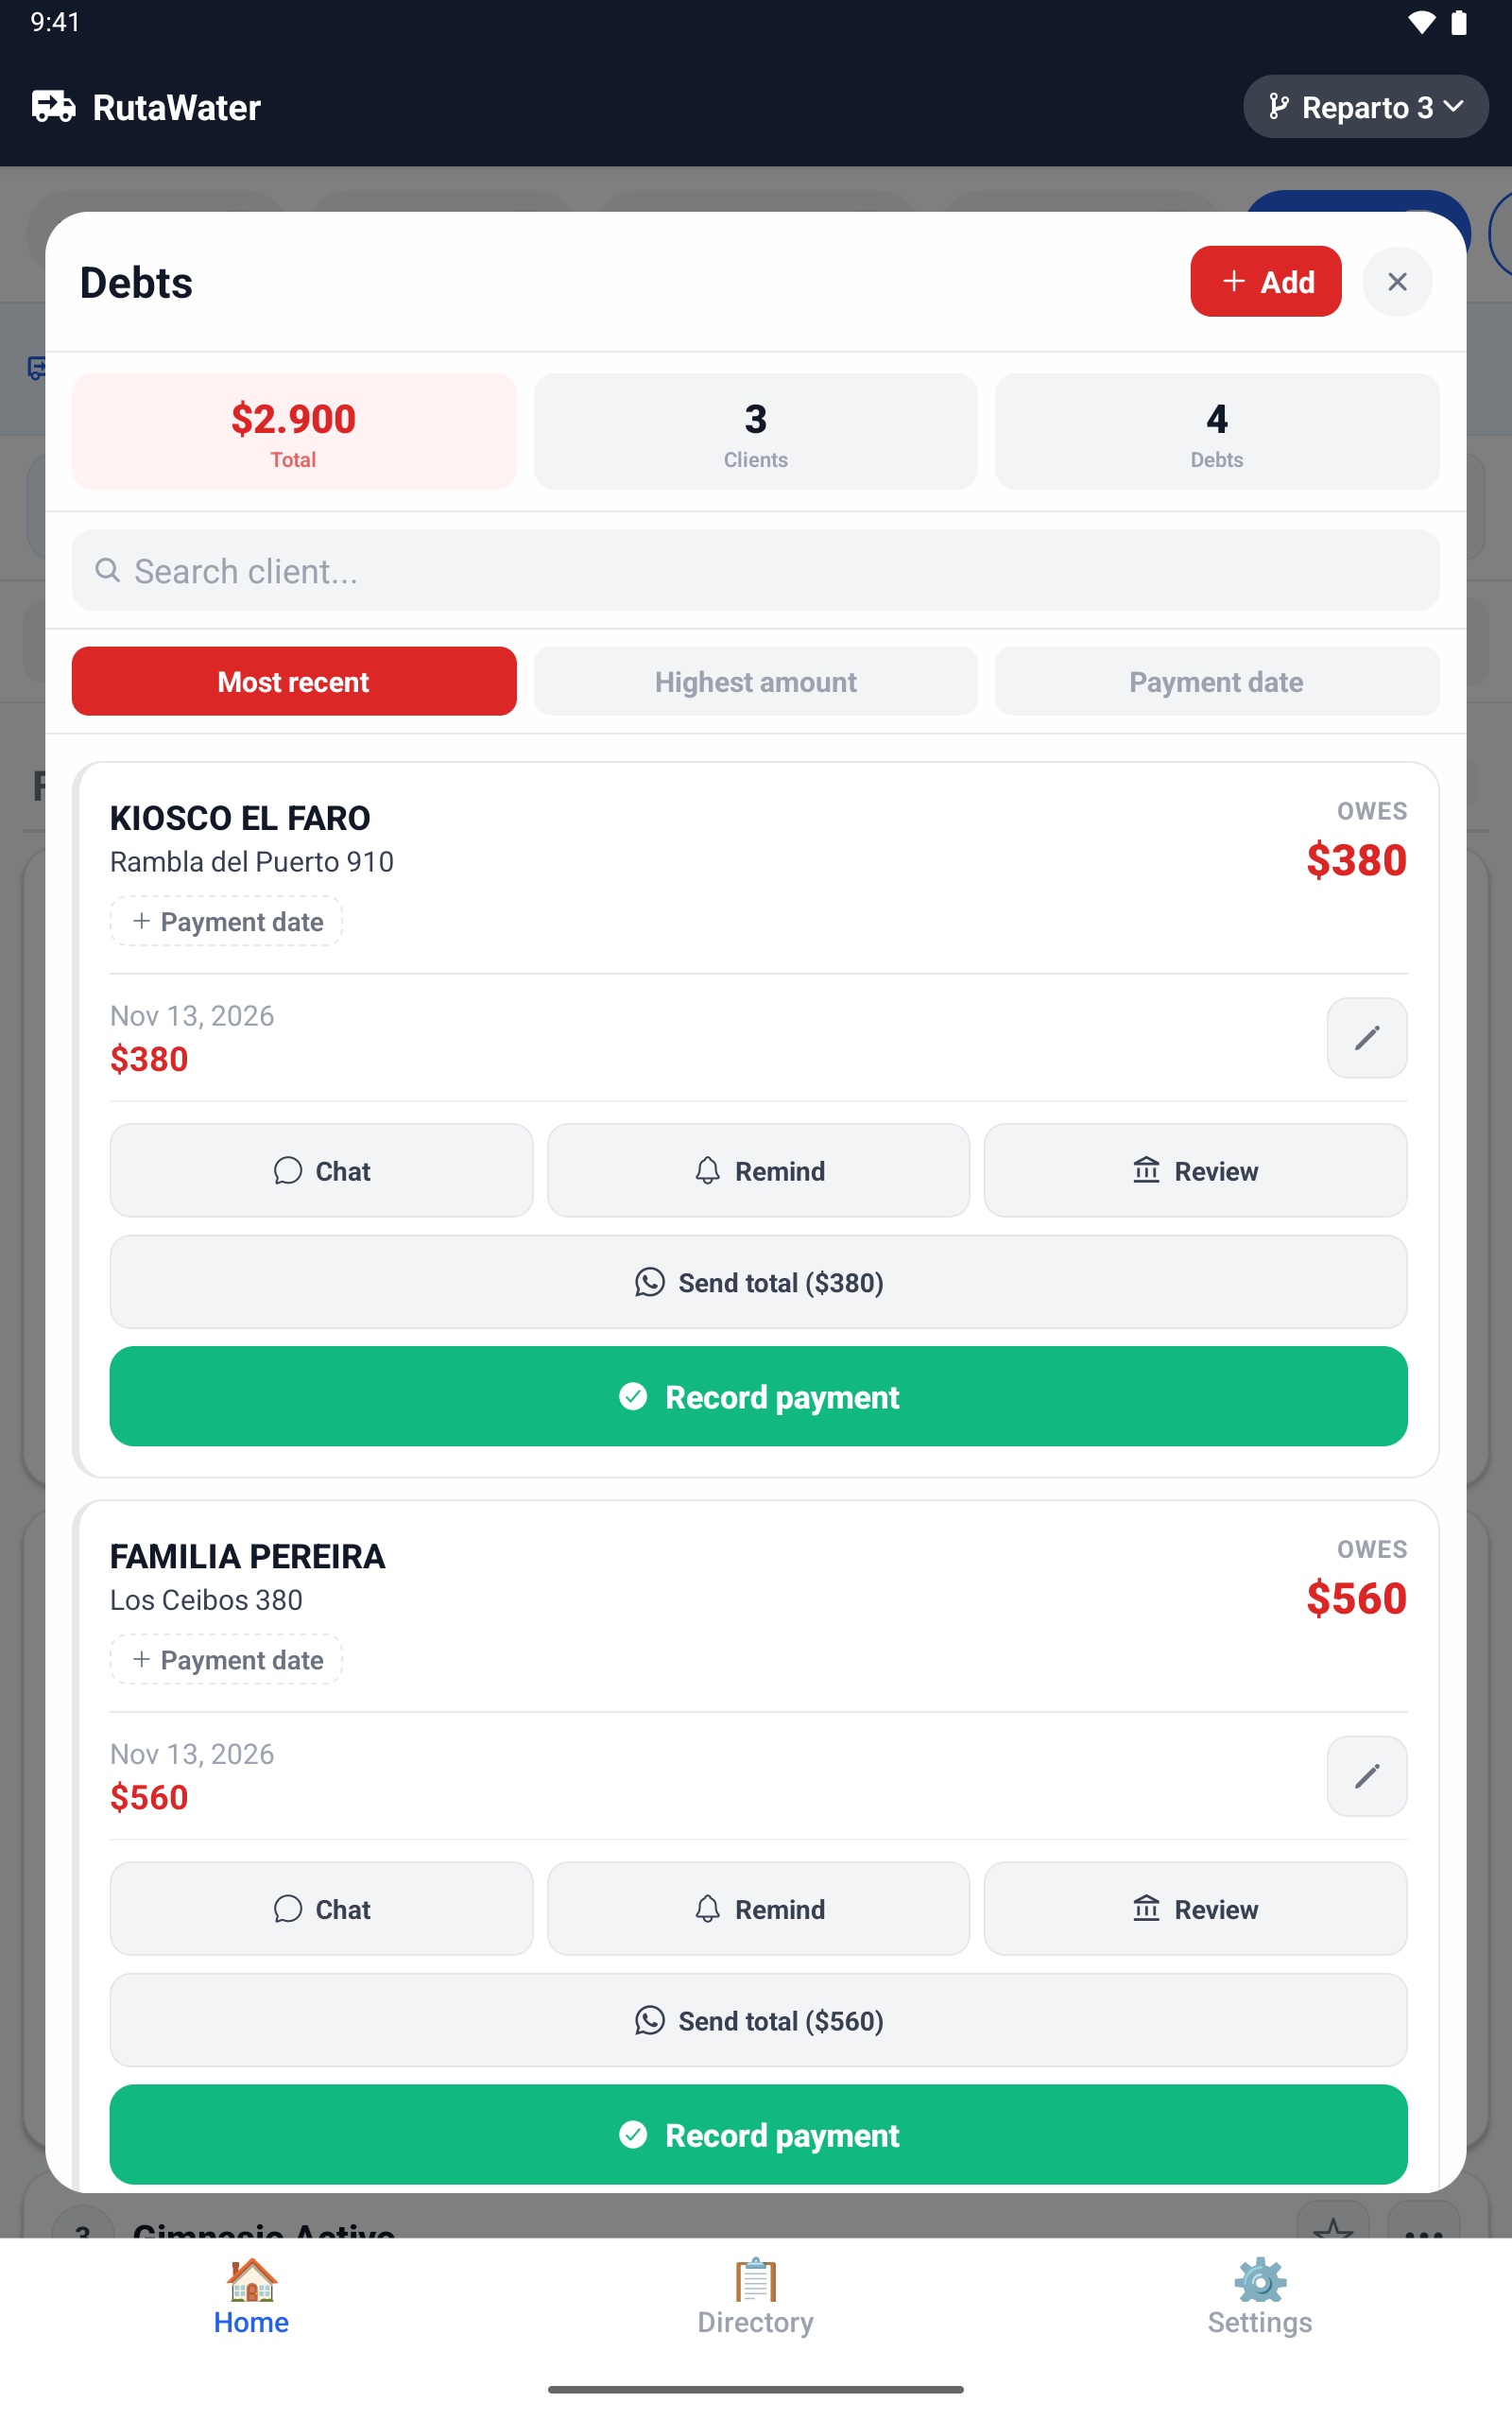 9:41
RutaWater
Reparto 3
Debts
+ Add
$2.900
Total
3
Clients
4
Debts
Search client...
Most recent
Highest amount
Payment date
KIOSCO EL FARO
Rambla del Puerto 910
+ Payment date
OWES
$380
Nov 13, 2026
$380
Chat
Remind
Review
Send total ($380)
Record payment
FAMILIA PEREIRA
Los Ceibos 380
+ Payment date
OWES
$560
Nov 13, 2026
$560
Chat
Remind
Review
Send total ($560)
Record payment
3
Gimnasio Activo
Home
Directory
Settings